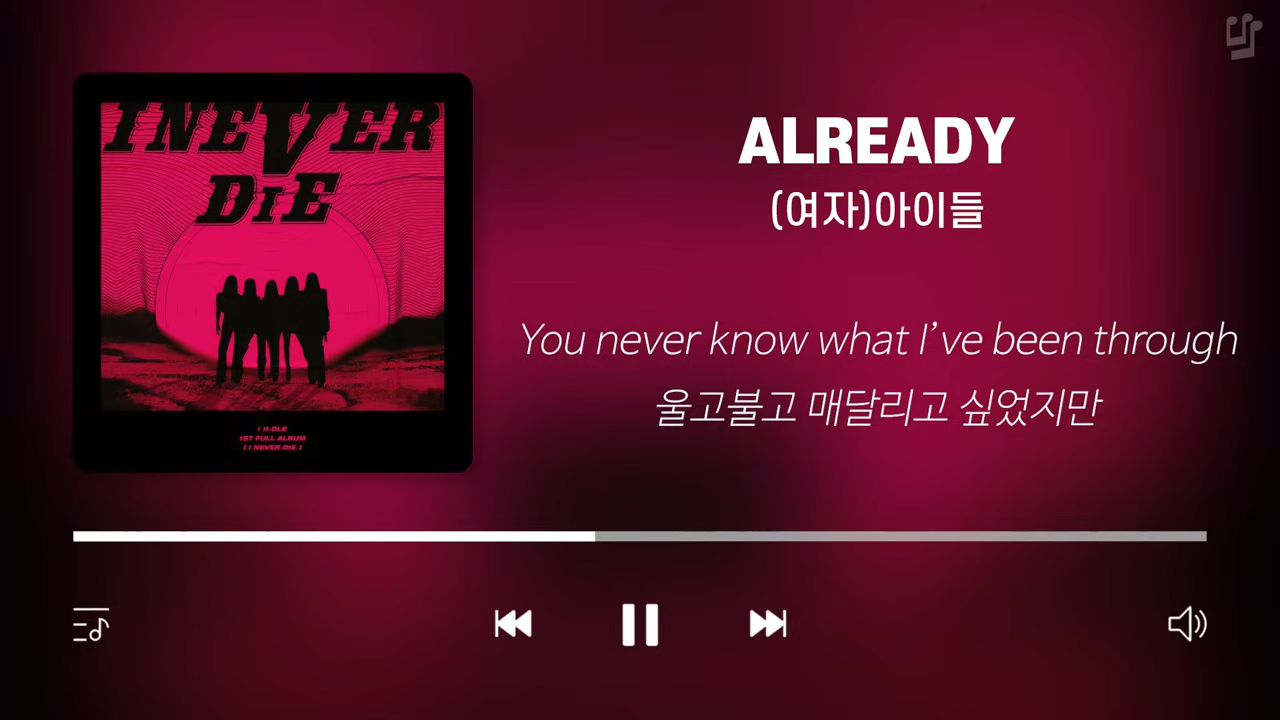 I NEVER
DIE
( )I-DLE
1ST FULL ALBUM
( I NEVER DIE )
ALREADY
(여자)아이들
You never know what I’ve been through
울고불고 매달리고 싶었지만